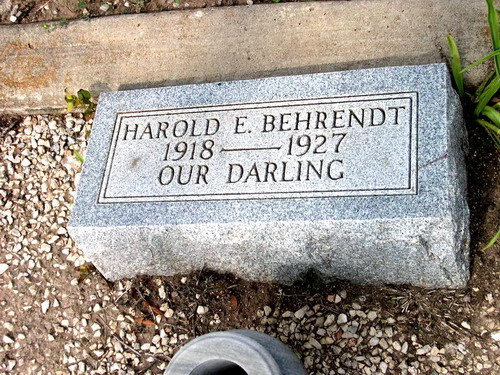 HAROLD E. BEHRENDT
1918 — 1927
OUR DARLING